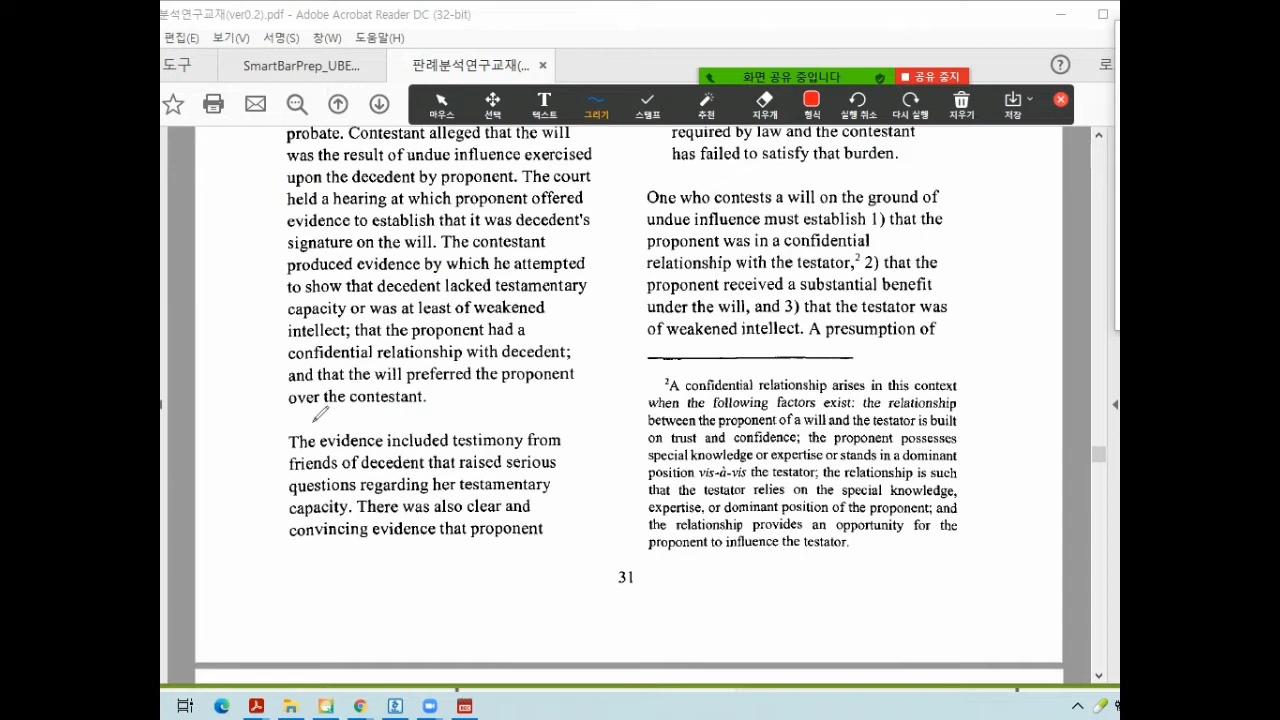 분석연구교재(ver0.2).pdf - Adobe Acrobat Reader DC (32-bit)
편집(E) 보기(V) 서명(S) 창(W) 도움말(H)
도구 SmartBarPrep_UBE... 판례분석연구교재(... × ? 로
화면 공유 중입니다 공유 중지
마우스 선택 텍스트 그리기 스탬프 추천 지우개 형식 실행 취소 다시 실행 지우기 저장
probate. Contestant alleged that the will
was the result of undue influence exercised
upon the decedent by proponent. The court
held a hearing at which proponent offered
evidence to establish that it was decedent's
signature on the will. The contestant
produced evidence by which he attempted
to show that decedent lacked testamentary
capacity or was at least of weakened
intellect; that the proponent had a
confidential relationship with decedent;
and that the will preferred the proponent
over the contestant.
The evidence included testimony from
friends of decedent that raised serious
questions regarding her testamentary
capacity. There was also clear and
convincing evidence that proponent
required by law and the contestant
has failed to satisfy that burden.
One who contests a will on the ground of
undue influence must establish 1) that the
proponent was in a confidential
relationship with the testator,² 2) that the
proponent received a substantial benefit
under the will, and 3) that the testator was
of weakened intellect. A presumption of
²A confidential relationship arises in this context
when the following factors exist: the relationship
between the proponent of a will and the testator is built
on trust and confidence; the proponent possesses
special knowledge or expertise or stands in a dominant
position vis-à-vis the testator; the relationship is such
that the testator relies on the special knowledge,
expertise, or dominant position of the proponent; and
the relationship provides an opportunity for the
proponent to influence the testator.
31